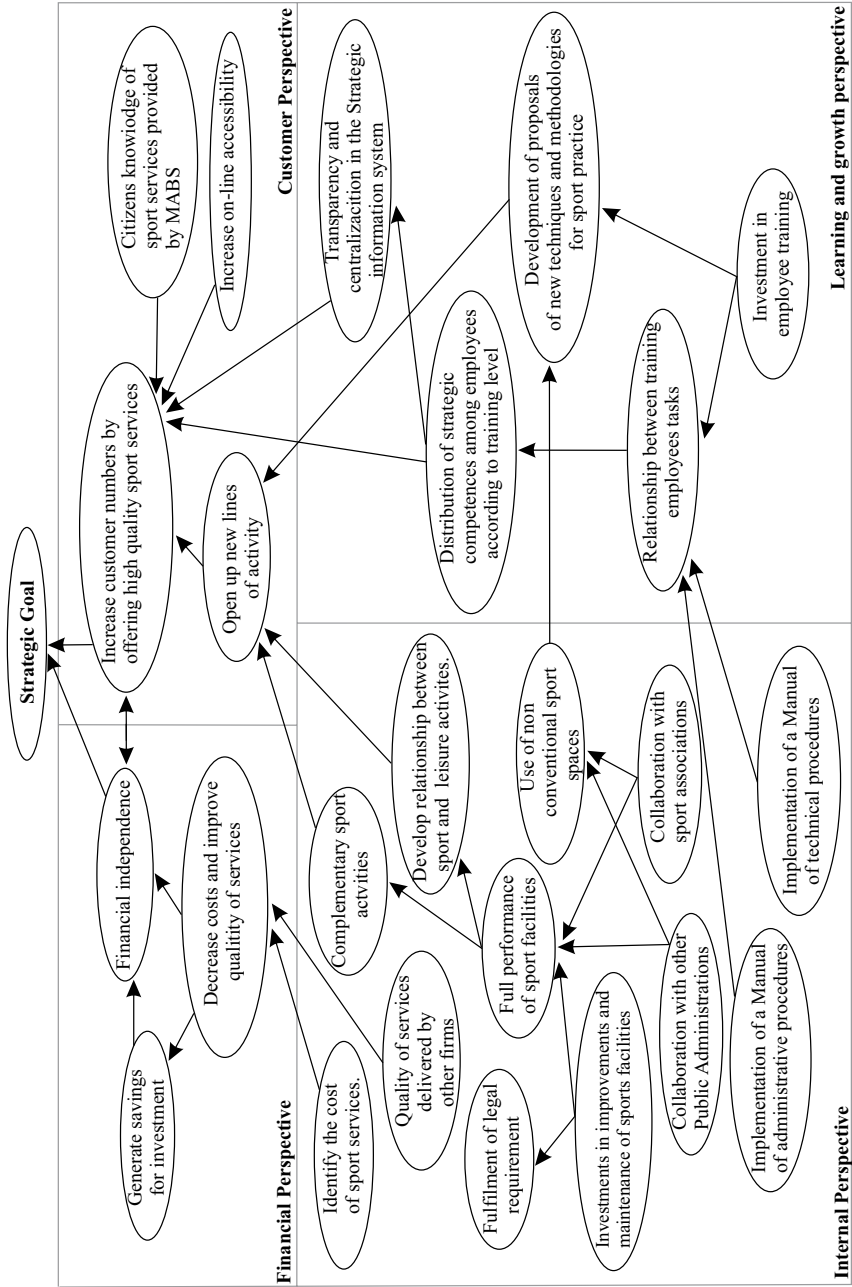 Strategic Goal
Financial independence
Generate savings
for investment
Decrease costs and improve
qualitity of services
Financial Perspective
Increase customer numbers by
offering high quality sport services
Citizens knowiodge of
sport services provided
by MABS
Increase on-line accessibility
Open up new lines
of activity
Customer Perspective
Identify the cost
of sport services.
Quality of services
delivered by
other firms
Complementary sport
actvities
Develop relationship between
sport and leisure activites.
Fulfilment of legal
requirement
Full performance
of sport facilities
Use of non
conventional sport
spaces
Investments in improvements and
maintenance of sports facilities
Collaboration with other
Public Administrations
Collaboration with
sport associations
Implementation of a Manual
of administrative procedures
Implementation of a Manual
of technical procedures
Internal Perspective
Transparency and
centralizacition in the Strategic
information system
Distribution of strategic
competences among employees
according to training level
Development of proposals
of new techniques and methodologies
for sport practice
Relationship between training
employees tasks
Investment in
employee training
Learning and growth perspective